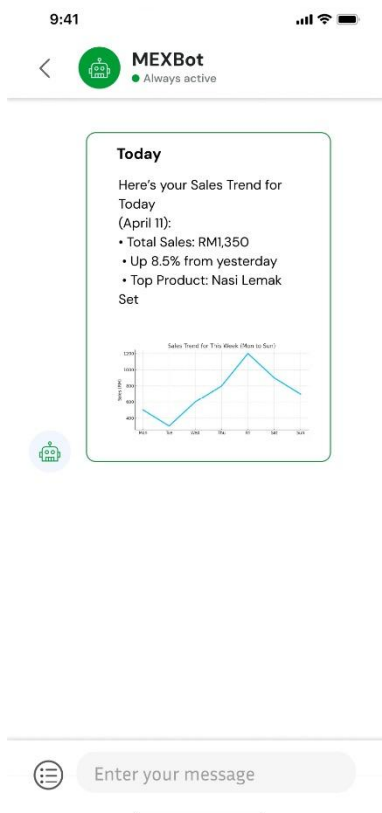 9:41
MEXBot
Always active
Today
Here's your Sales Trend for
Today
(April 11):
• Total Sales: RM1,350
• Up 8.5% from yesterday
• Top Product: Nasi Lemak
Set
Sales Trend for This Week (Mon to Sun)
1200
1000
800
600
400
Sales (RM)
Mon Tue Wed Thu Fri Sat Sun
Enter your message